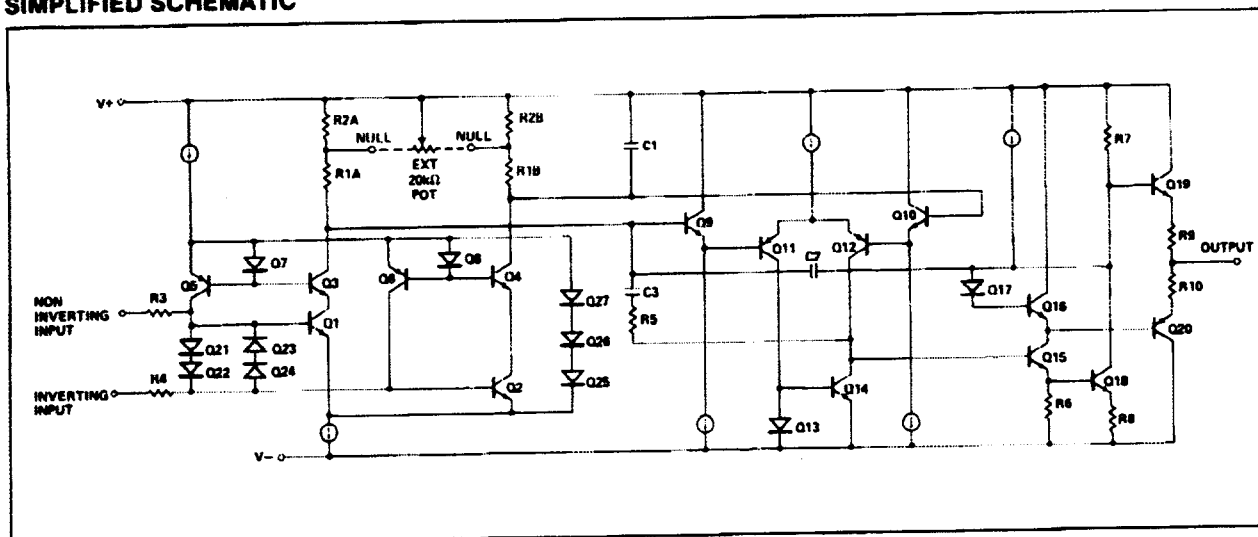 SIMPLIFIED SCHEMATIC
V+
R2A
NULL
NULL
R2B
R1A
EXT
20kΩ
POT
R1B
C1
R7
Q19
Q9
Q10
Q11
Q12
C2
R9
OUTPUT
R10
Q7
Q8
Q5
Q3
Q6
Q4
Q27
C3
R5
Q17
Q16
Q20
NON
INVERTING
INPUT
R3
Q1
Q21
Q23
Q26
Q15
Q22
Q24
Q25
INVERTING
INPUT
R4
Q2
Q14
Q18
Q13
R6
R8
V-